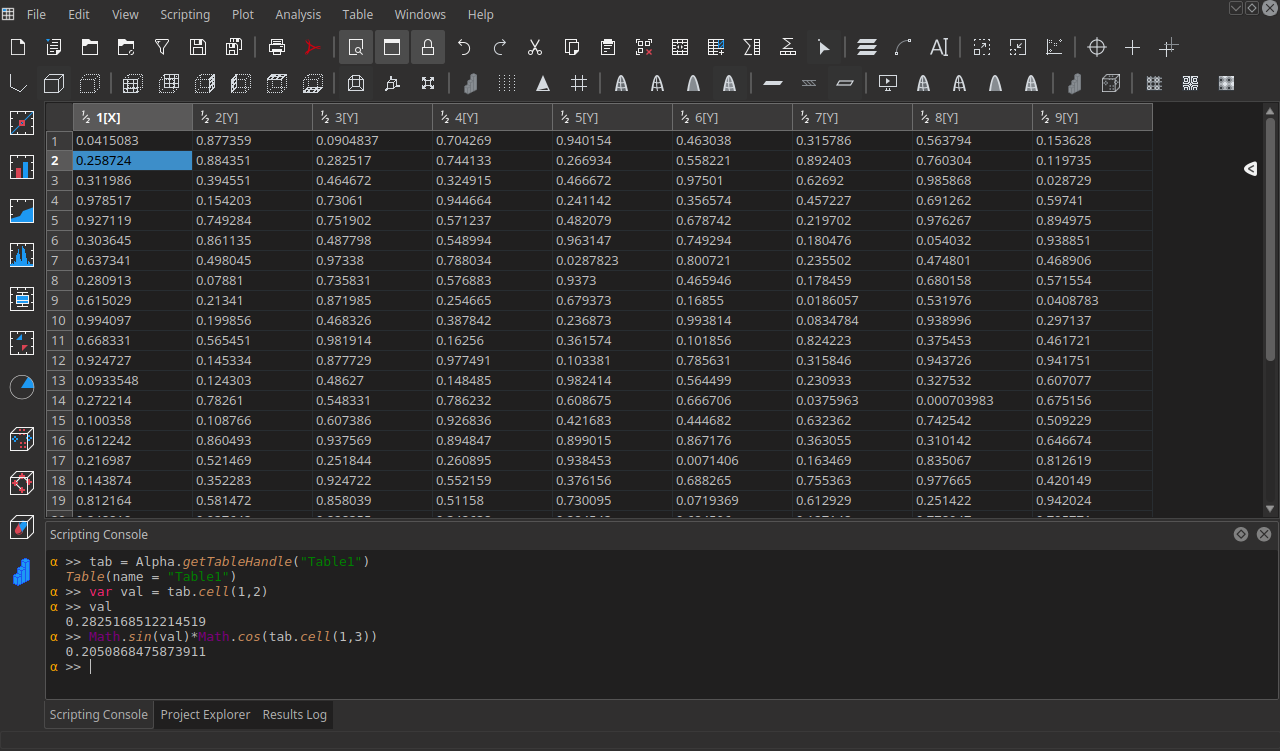 File Edit View Scripting Plot Analysis Table Windows Help
1[X] 2[Y] 3[Y] 4[Y] 5[Y] 6[Y] 7[Y] 8[Y] 9[Y]
1 0.0415083 0.877359 0.0904837 0.704269 0.940154 0.463038 0.315786 0.563794 0.153628
2 0.258724 0.884351 0.282517 0.744133 0.266934 0.558221 0.892403 0.760304 0.119735
3 0.311986 0.394551 0.464672 0.324915 0.466672 0.97501 0.62692 0.985868 0.028729
4 0.978517 0.154203 0.73061 0.944664 0.241142 0.356574 0.457227 0.691262 0.59741
5 0.927119 0.749284 0.751902 0.571237 0.482079 0.678742 0.219702 0.976267 0.894975
6 0.303645 0.861135 0.487798 0.548994 0.963147 0.749294 0.180476 0.054032 0.938851
7 0.637341 0.498045 0.97338 0.788034 0.0287823 0.800721 0.235502 0.474801 0.468906
8 0.280913 0.07881 0.735831 0.576883 0.9373 0.465946 0.178459 0.680158 0.571554
9 0.615029 0.21341 0.871985 0.254665 0.679373 0.16855 0.0186057 0.531976 0.0408783
10 0.994097 0.199856 0.468326 0.387842 0.236873 0.993814 0.0834784 0.938996 0.297137
11 0.668331 0.565451 0.981914 0.16256 0.361574 0.101856 0.824223 0.375453 0.461721
12 0.924727 0.145334 0.877729 0.977491 0.103381 0.785631 0.315846 0.943726 0.941751
13 0.0933548 0.124303 0.48627 0.148485 0.982414 0.564499 0.230933 0.327532 0.607077
14 0.272214 0.78261 0.548331 0.786232 0.608675 0.666706 0.0375963 0.000703983 0.675156
15 0.100358 0.108766 0.607386 0.926836 0.421683 0.444682 0.632362 0.742542 0.509229
16 0.612242 0.860493 0.937569 0.894847 0.899015 0.867176 0.363055 0.310142 0.646674
17 0.216987 0.521469 0.251844 0.260895 0.938453 0.0071406 0.163469 0.835067 0.812619
18 0.143874 0.352283 0.924722 0.552159 0.376156 0.688265 0.755363 0.977665 0.420149
19 0.812164 0.581472 0.858039 0.51158 0.730095 0.0719369 0.612929 0.251422 0.942024
Scripting Console
α >> tab = Alpha.getTableHandle("Table1")
Table(name = "Table1")
α >> var val = tab.cell(1,2)
α >> val
0.2825168512214519
α >> Math.sin(val)*Math.cos(tab.cell(1,3))
0.2050868475873911
α >>
Scripting Console Project Explorer Results Log